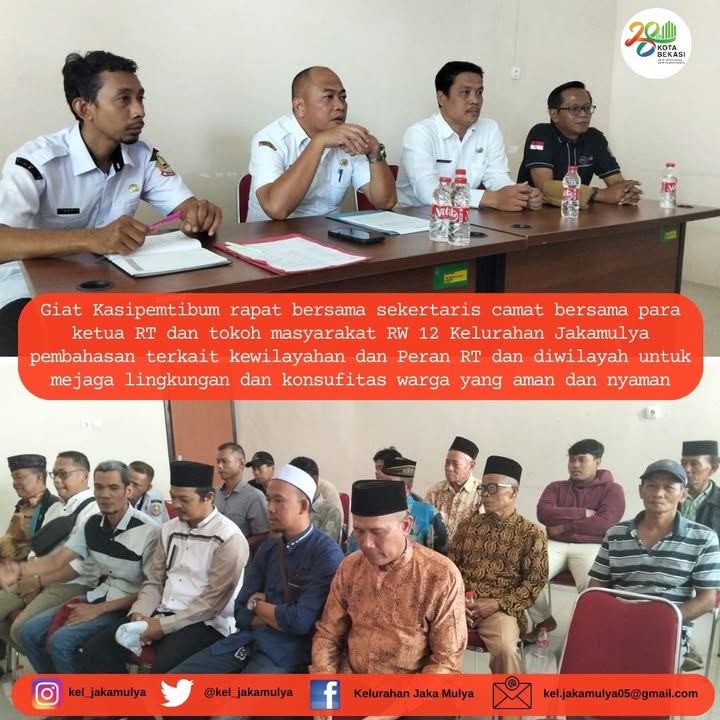 28
KOTA
BEKASI
Vit
Giat Kasipemtibum rapat bersama sekertaris camat bersama para
ketua RT dan tokoh masyarakat RW 12 Kelurahan Jakamulya
pembahasan terkait kewilayahan dan Peran RT dan diwilayah untuk
mejaga lingkungan dan konsufitas warga yang aman dan nyaman
kel_jakamulya
@kel_jakamulya
Kelurahan Jaka Mulya
kel.jakamulya05@gmail.com